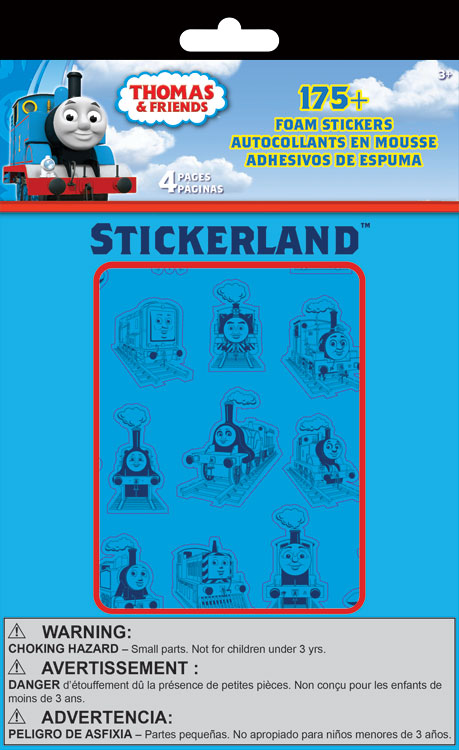 THOMAS
& FRIENDS
3+
175+
FOAM STICKERS
AUTOCOLLANTS EN MOUSSE
ADHESIVOS DE ESPUMA
4 PAGES
PAGINAS
STICKERLAND™
WARNING:
CHOKING HAZARD – Small parts. Not for children under 3 yrs.
AVERTISSEMENT :
DANGER d'étouffement dû la présence de petites pièces. Non conçu pour les enfants de
moins de 3 ans.
ADVERTENCIA:
PELIGRO DE ASFIXIA – Partes pequeñas. No apropiado para niños menores de 3 años.